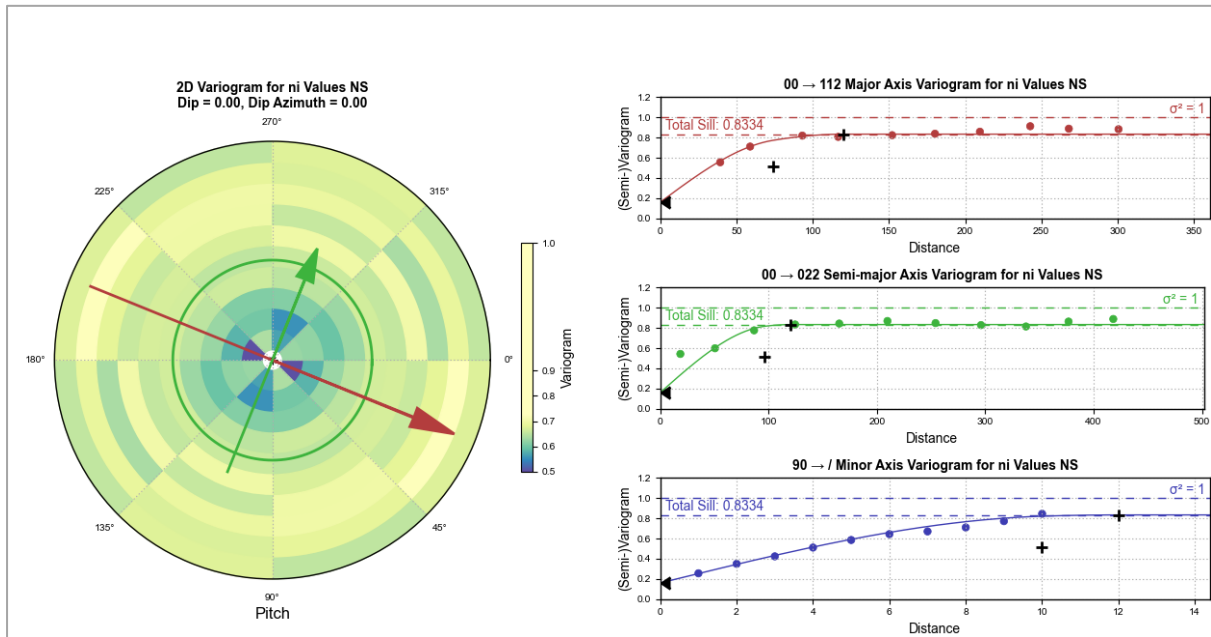 2D Variogram for ni Values NS
Dip = 0.00, Dip Azimuth = 0.00
270°
225°
315°
180°
0°
135°
45°
90°
Pitch
1.0
0.9
0.8
0.7
0.6
0.5
Variogram
00 → 112 Major Axis Variogram for ni Values NS
1.2
1.0
0.8
0.6
0.4
0.2
0.0
(Semi-)Variogram
σ² = 1
Total Sill: 0.8334
0 50 100 150 200 250 300 350
Distance
00 → 022 Semi-major Axis Variogram for ni Values NS
1.2
1.0
0.8
0.6
0.4
0.2
0.0
(Semi-)Variogram
σ² = 1
Total Sill: 0.8334
0 100 200 300 400 500
Distance
90 → / Minor Axis Variogram for ni Values NS
1.2
1.0
0.8
0.6
0.4
0.2
0.0
(Semi-)Variogram
σ² = 1
Total Sill: 0.8334
0 2 4 6 8 10 12 14
Distance